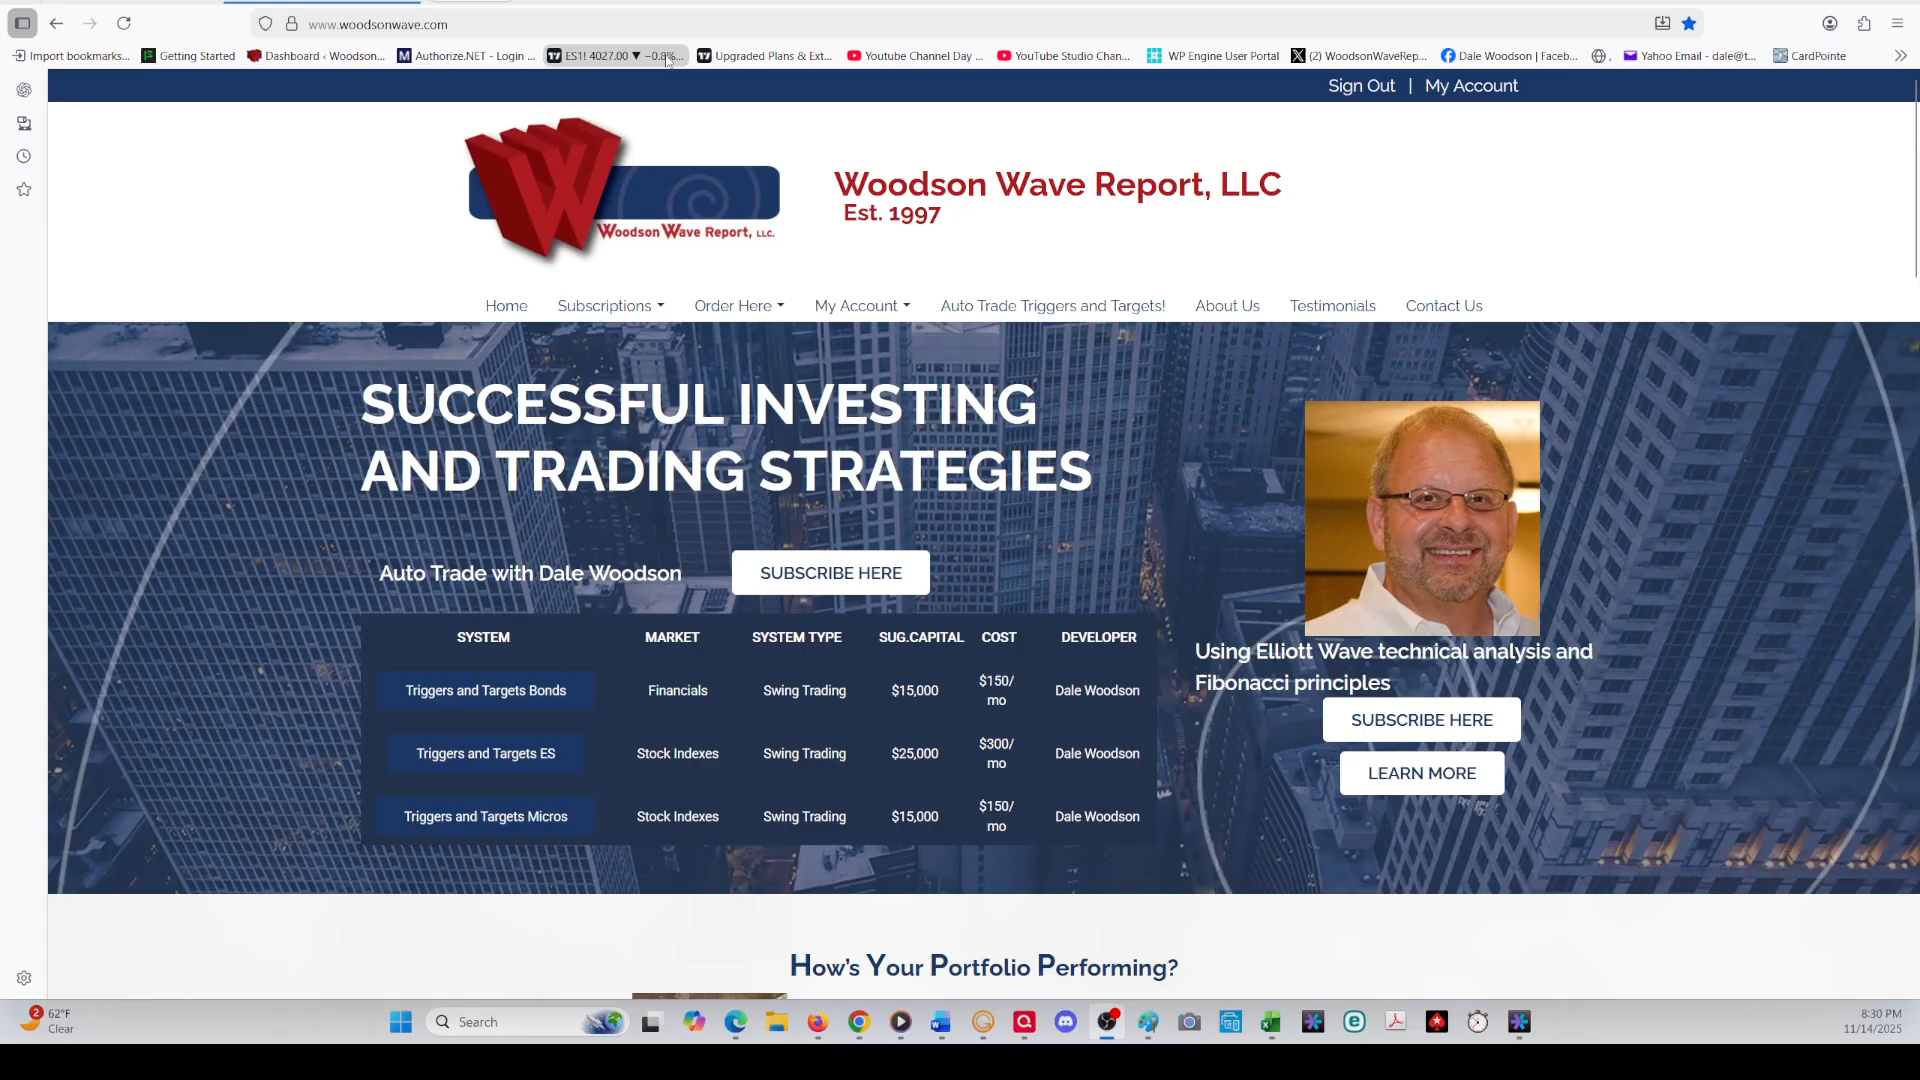 www.woodsonwave.com
Import bookmarks...
Getting Started
Dashboard ‹ Woodson...
Authorize.NET - Login ...
ES1! 4027.00 ▼ −0.8%...
Upgraded Plans & Ext...
Youtube Channel Day ...
YouTube Studio Chan...
WP Engine User Portal
(2) WoodsonWaveRep...
Dale Woodson | Faceb...
Yahoo Email - dale@t...
CardPointe
Sign Out | My Account
Woodson Wave Report, LLC.
Woodson Wave Report, LLC
Est. 1997
Home
Subscriptions
Order Here
My Account
Auto Trade Triggers and Targets!
About Us
Testimonials
Contact Us
SUCCESSFUL INVESTING
AND TRADING STRATEGIES
Auto Trade with Dale Woodson
SUBSCRIBE HERE
SYSTEM MARKET SYSTEM TYPE SUG.CAPITAL COST DEVELOPER
Triggers and Targets Bonds Financials Swing Trading $15,000 $150/
mo Dale Woodson
Triggers and Targets ES Stock Indexes Swing Trading $25,000 $300/
mo Dale Woodson
Triggers and Targets Micros Stock Indexes Swing Trading $15,000 $150/
mo Dale Woodson
Using Elliott Wave technical analysis and
Fibonacci principles
SUBSCRIBE HERE
LEARN MORE
How's Your Portfolio Performing?
2
62°F
Clear
Search
8:30 PM
11/14/2025